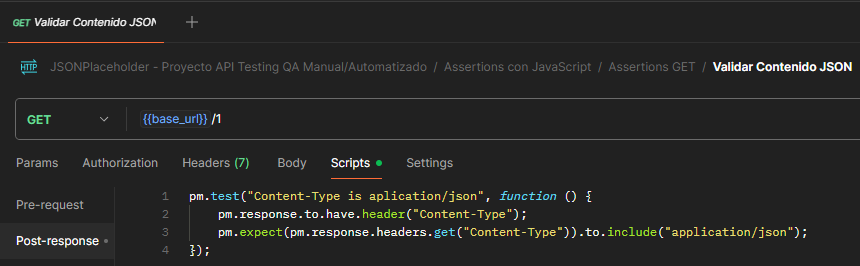 GET Validar Contenido JSON
HTTP JSONPlaceholder - Proyecto API Testing QA Manual/Automatizado / Assertions con JavaScript / Assertions GET / Validar Contenido JSON
GET {{base_url}} /1
Params Authorization Headers (7) Body Scripts Settings
Pre-request
Post-response
1 pm.test("Content-Type is aplication/json", function () {
2 pm.response.to.have.header("Content-Type");
3 pm.expect(pm.response.headers.get("Content-Type")).to.include("application/json");
4 });